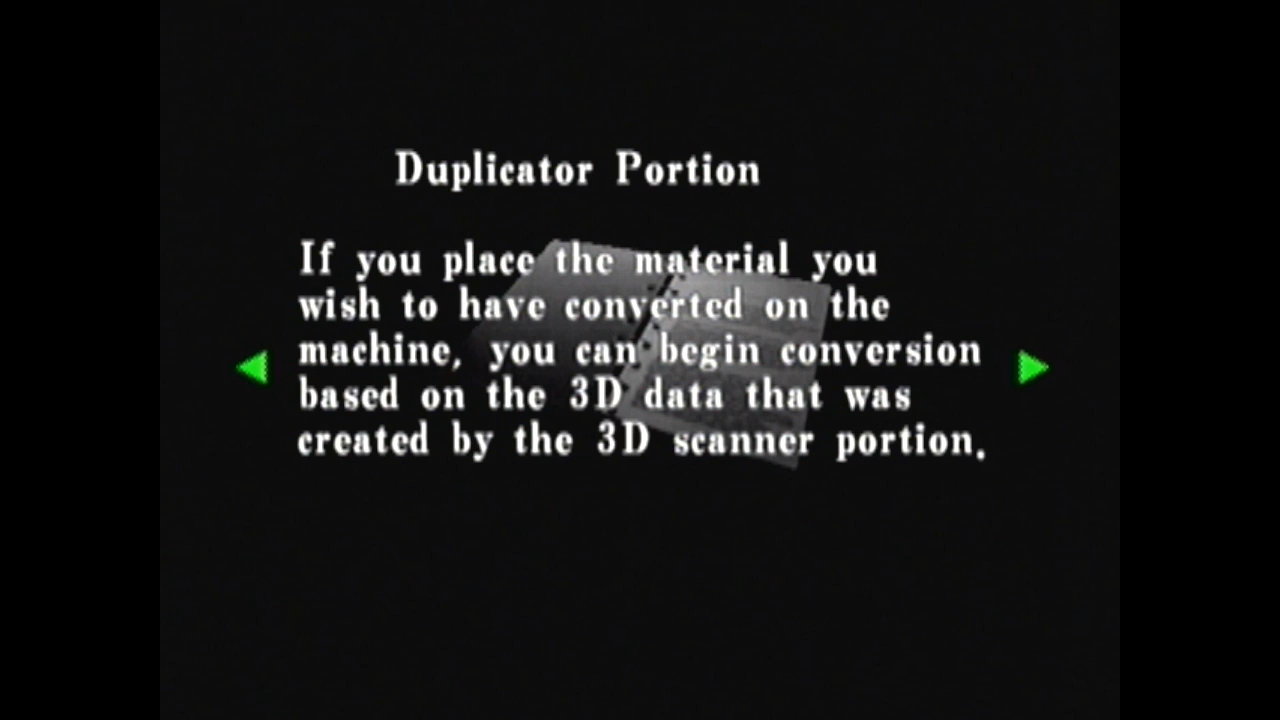 Duplicator Portion
If you place the material you
wish to have converted on the
machine, you can begin conversion
based on the 3D data that was
created by the 3D scanner portion.